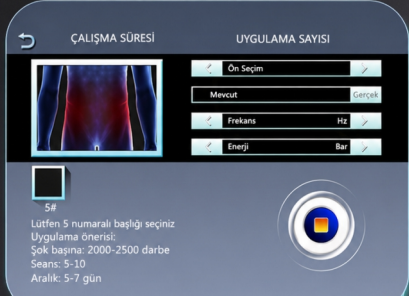 ÇALIŞMA SÜRESİ
UYGULAMA SAYISI
Ön Seçim
Mevcut
Gerçek
Frekans
Hz
Enerji
Bar
5#
Lütfen 5 numaralı başlığı seçiniz
Uygulama önerisi:
Şok başına: 2000-2500 darbe
Seans: 5-10
Aralık: 5-7 gün